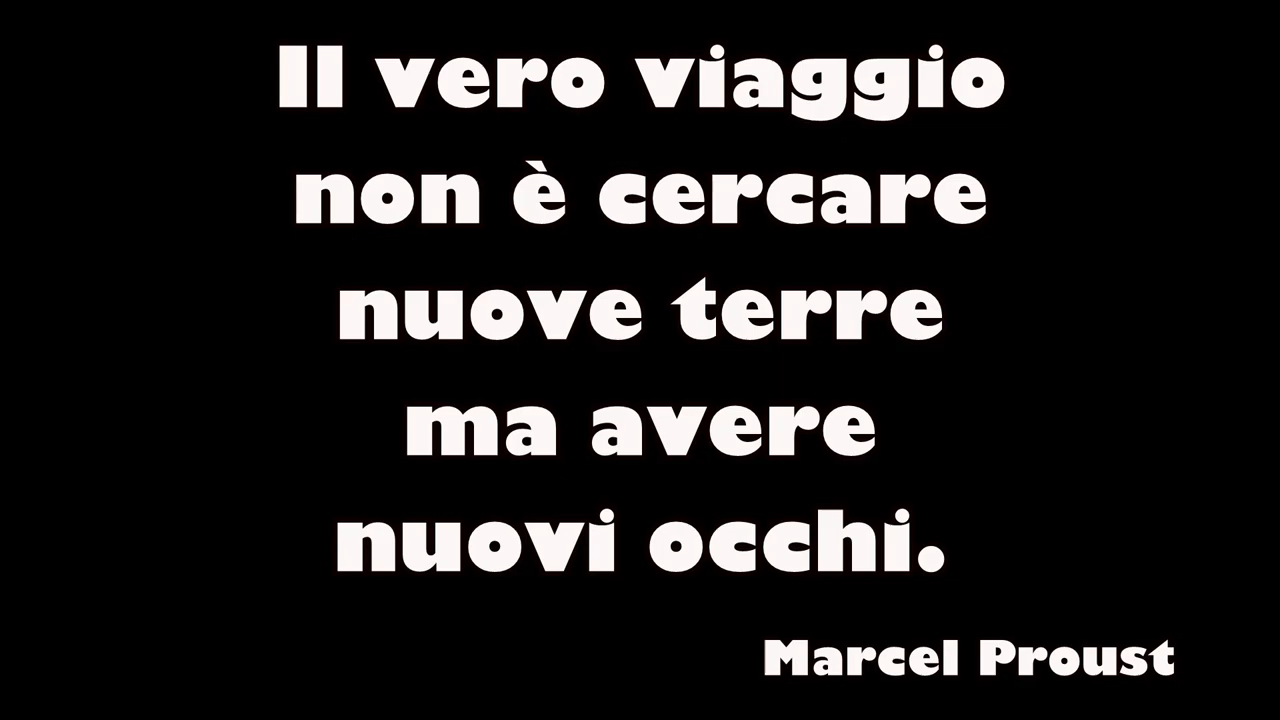 Il vero viaggio
non è cercare
nuove terre
ma avere
nuovi occhi.
Marcel Proust